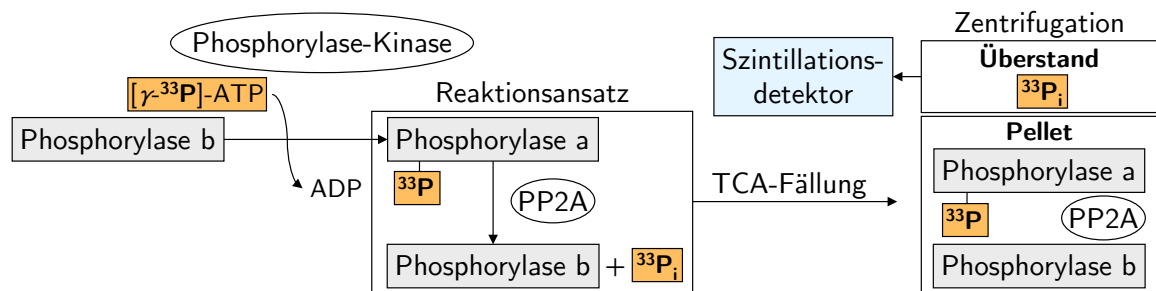 Phosphorylase-Kinase
[γ-³³P]-ATP
Phosphorylase b
ADP
Reaktionsansatz
Phosphorylase a
³³P
PP2A
Phosphorylase b + ³³Pᵢ
TCA-Fällung
Szintillations-
detektor
Zentrifugation
Überstand
³³Pᵢ
Pellet
Phosphorylase a
³³P
PP2A
Phosphorylase b